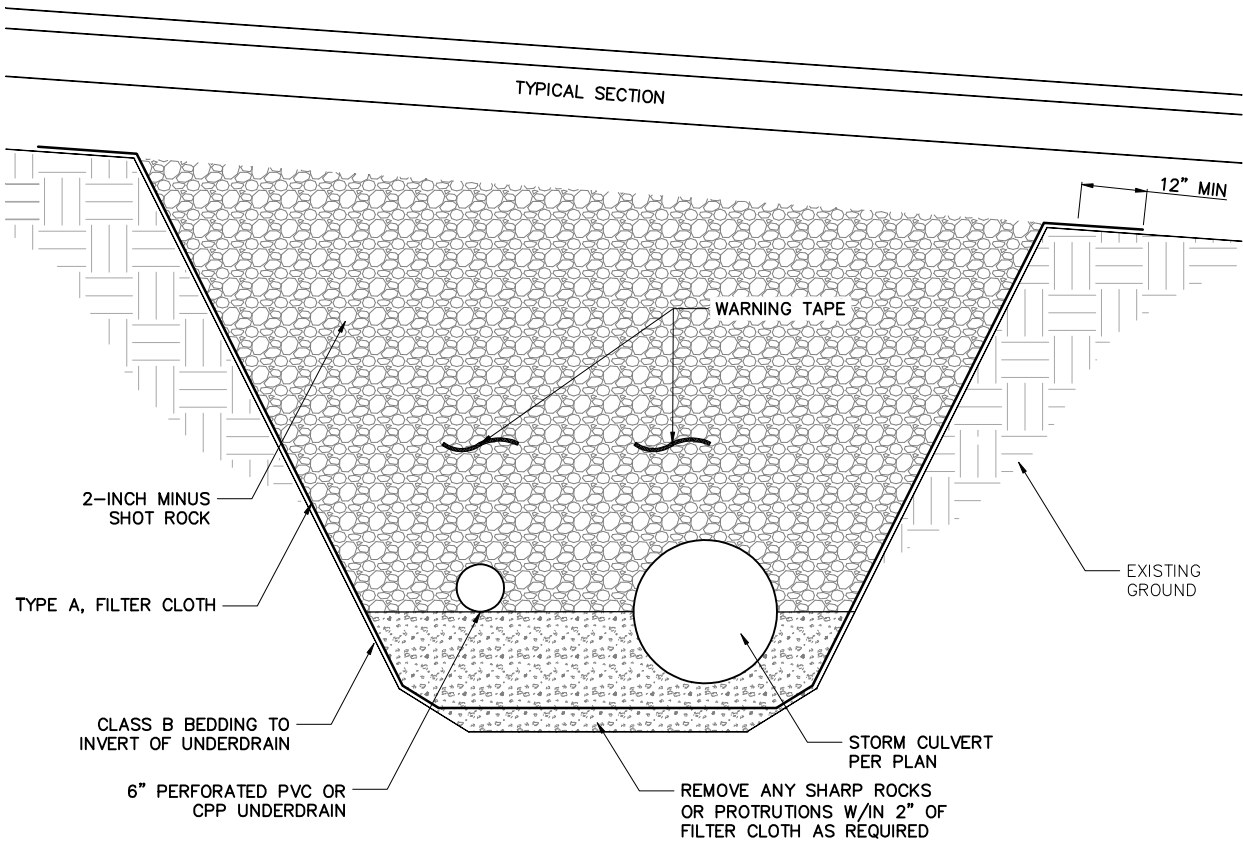 TYPICAL SECTION
12” MIN
WARNING TAPE
2-INCH MINUS
SHOT ROCK
TYPE A, FILTER CLOTH
EXISTING
GROUND
CLASS B BEDDING TO
INVERT OF UNDERDRAIN
STORM CULVERT
PER PLAN
6” PERFORATED PVC OR
CPP UNDERDRAIN
REMOVE ANY SHARP ROCKS
OR PROTRUTIONS W/IN 2” OF
FILTER CLOTH AS REQUIRED